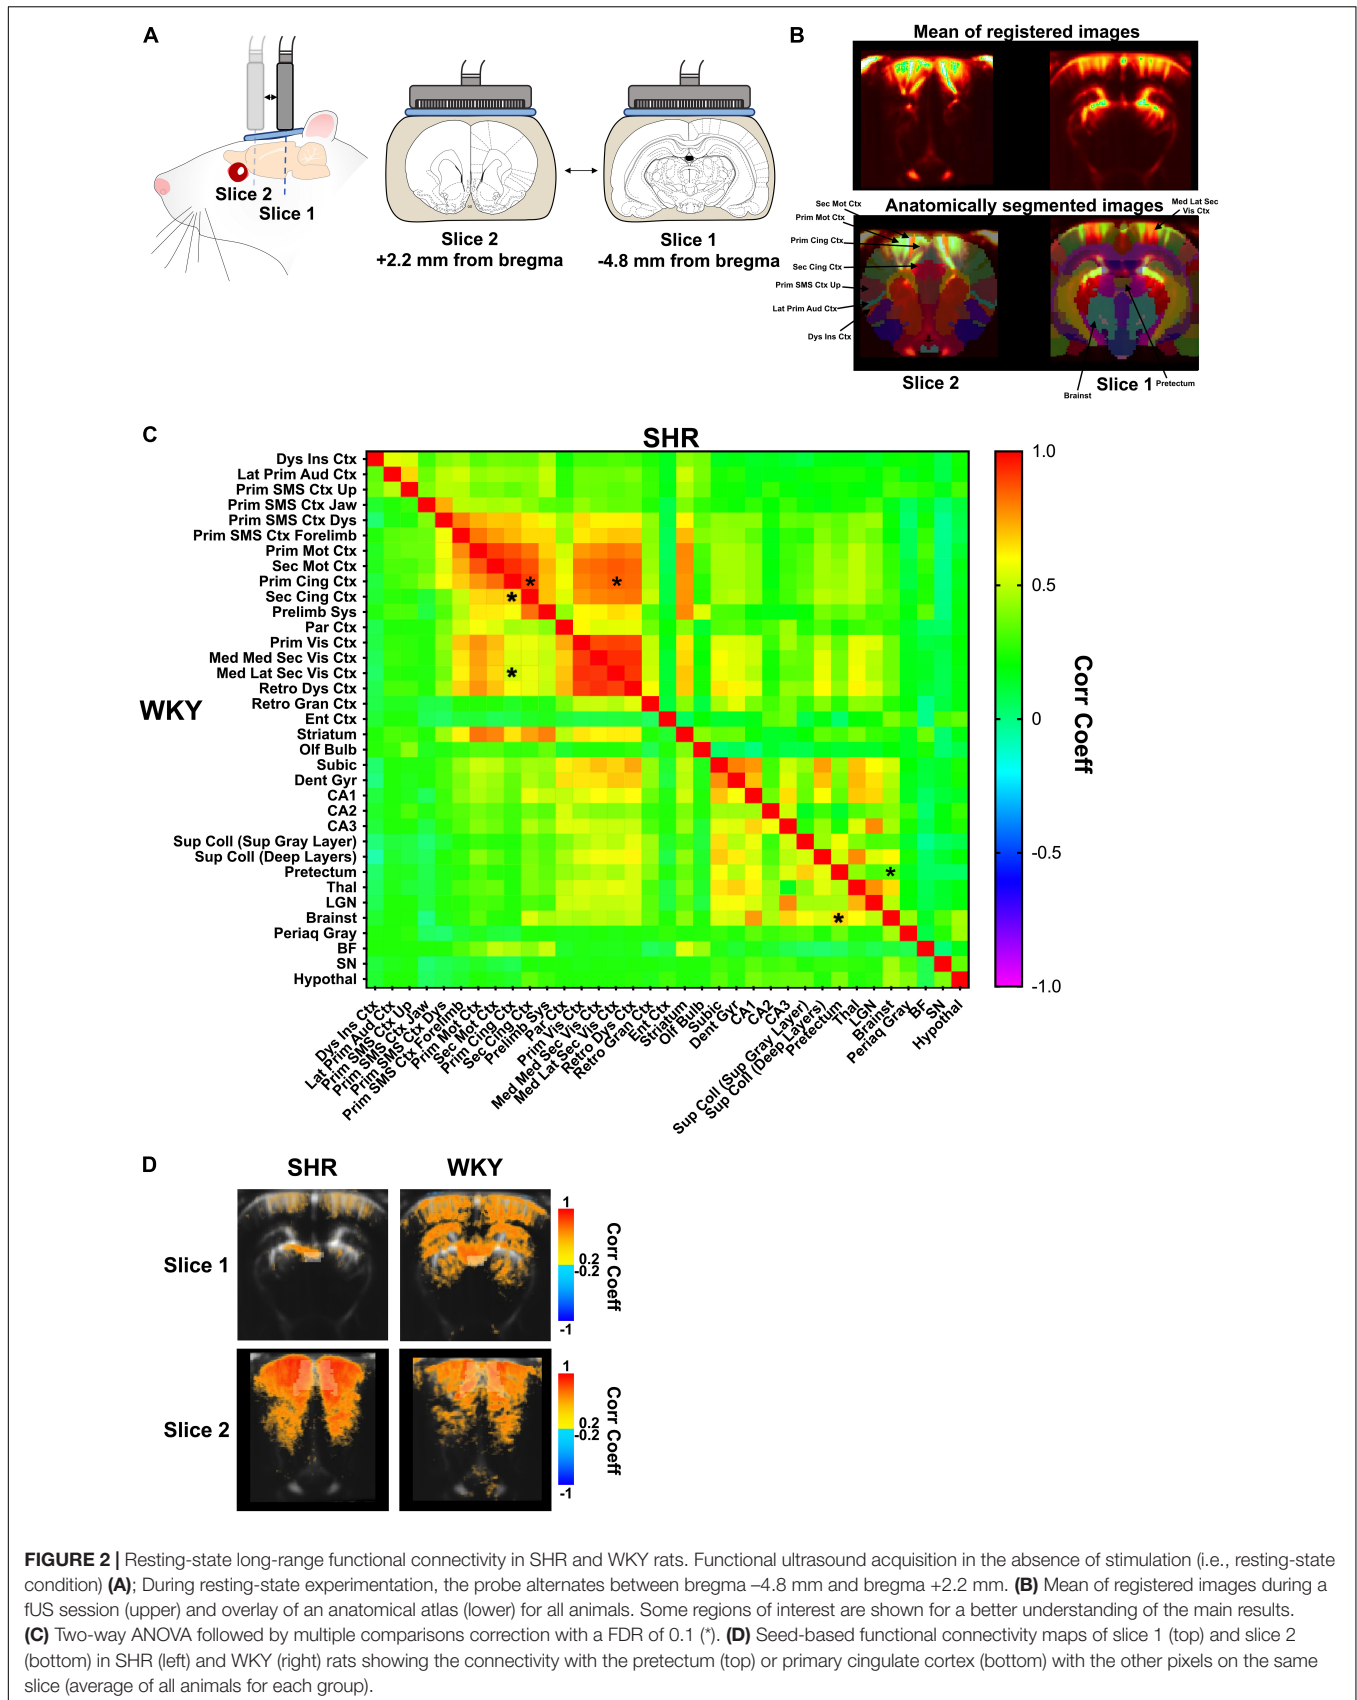 A
Slice 2
Slice 1
Slice 2
+2.2 mm from bregma
Slice 1
-4.8 mm from bregma
B
Mean of registered images
Anatomically segmented images
Sec Mot Ctx
Prim Mot Ctx
Prim Cing Ctx
Sec Cing Ctx
Prim SMS Ctx Up
Lat Prim Aud Ctx
Dys Ins Ctx
Med Lat Sec
Vis Ctx
Slice 2
Slice 1
Pretectum
Brainst
C
SHR
WKY
Dys Ins Ctx
Lat Prim Aud Ctx
Prim SMS Ctx Up
Prim SMS Ctx Jaw
Prim SMS Ctx Dys
Prim SMS Ctx Forelimb
Prim Mot Ctx
Sec Mot Ctx
Prim Cing Ctx
Sec Cing Ctx
Prelimb Sys
Par Ctx
Prim Vis Ctx
Med Med Sec Vis Ctx
Med Lat Sec Vis Ctx
Retro Dys Ctx
Retro Gran Ctx
Ent Ctx
Striatum
Olf Bulb
Subic
Dent Gyr
CA1
CA2
CA3
Sup Coll (Sup Gray Layer)
Sup Coll (Deep Layers)
Pretectum
Thal
LGN
Brainst
Periaq Gray
BF
SN
Hypothal
*
*
*
*
*
*
Dys Ins Ctx
Lat Prim Aud Ctx
Prim SMS Ctx Up
Prim SMS Ctx Jaw
Prim SMS Ctx Dys
Prim SMS Ctx Forelimb
Prim Mot Ctx
Sec Mot Ctx
Prim Cing Ctx
Sec Cing Ctx
Prelimb Sys
Par Ctx
Prim Vis Ctx
Med Med Sec Vis Ctx
Med Lat Sec Vis Ctx
Retro Dys Ctx
Retro Gran Ctx
Ent Ctx
Striatum
Olf Bulb
Subic
Dent Gyr
CA1
CA2
CA3
Sup Coll (Sup Gray Layer)
Sup Coll (Deep Layers)
Pretectum
Thal
LGN
Brainst
Periaq Gray
BF
SN
Hypothal
1.0
0.5
0
-0.5
-1.0
Corr Coeff
D
SHR
WKY
Slice 1
1
0.2
-0.2
-1
Corr Coeff
Slice 2
1
0.2
-0.2
-1
Corr Coeff
FIGURE 2 | Resting-state long-range functional connectivity in SHR and WKY rats. Functional ultrasound acquisition in the absence of stimulation (i.e., resting-state
condition) (A); During resting-state experimentation, the probe alternates between bregma –4.8 mm and bregma +2.2 mm. (B) Mean of registered images during a
fUS session (upper) and overlay of an anatomical atlas (lower) for all animals. Some regions of interest are shown for a better understanding of the main results.
(C) Two-way ANOVA followed by multiple comparisons correction with a FDR of 0.1 (*). (D) Seed-based functional connectivity maps of slice 1 (top) and slice 2
(bottom) in SHR (left) and WKY (right) rats showing the connectivity with the pretectum (top) or primary cingulate cortex (bottom) with the other pixels on the same
slice (average of all animals for each group).